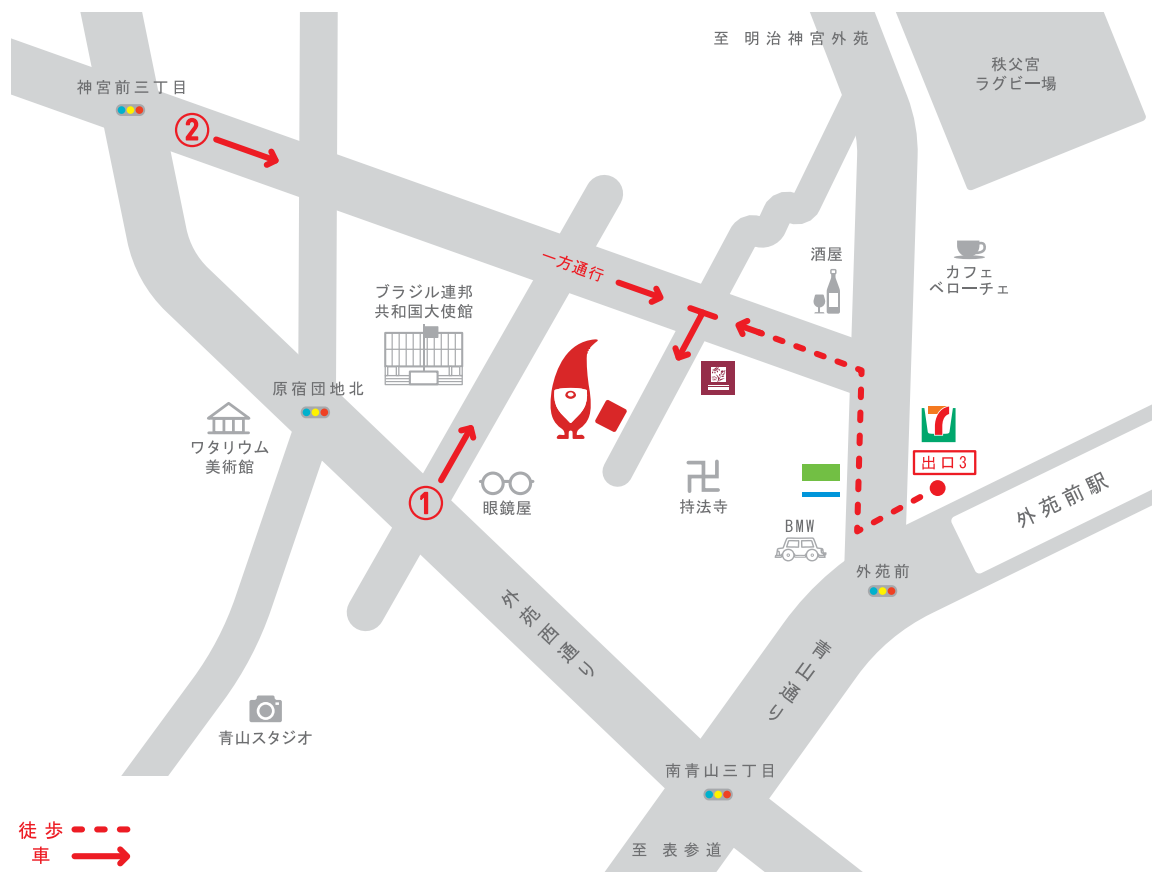 至 明治神宮外苑
秩父宮
ラグビー場
神宮前三丁目
②
酒屋
一方通行
カフェ
ベローチェ
ブラジル連邦
共和国大使館
原宿団地北
ワタリウム
美術館
7
出口3
①
眼鏡屋
卍
持法寺
外苑前駅
BMW
外苑前
外苑西通り
青山通り
青山スタジオ
南青山三丁目
徒歩
車
至 表参道